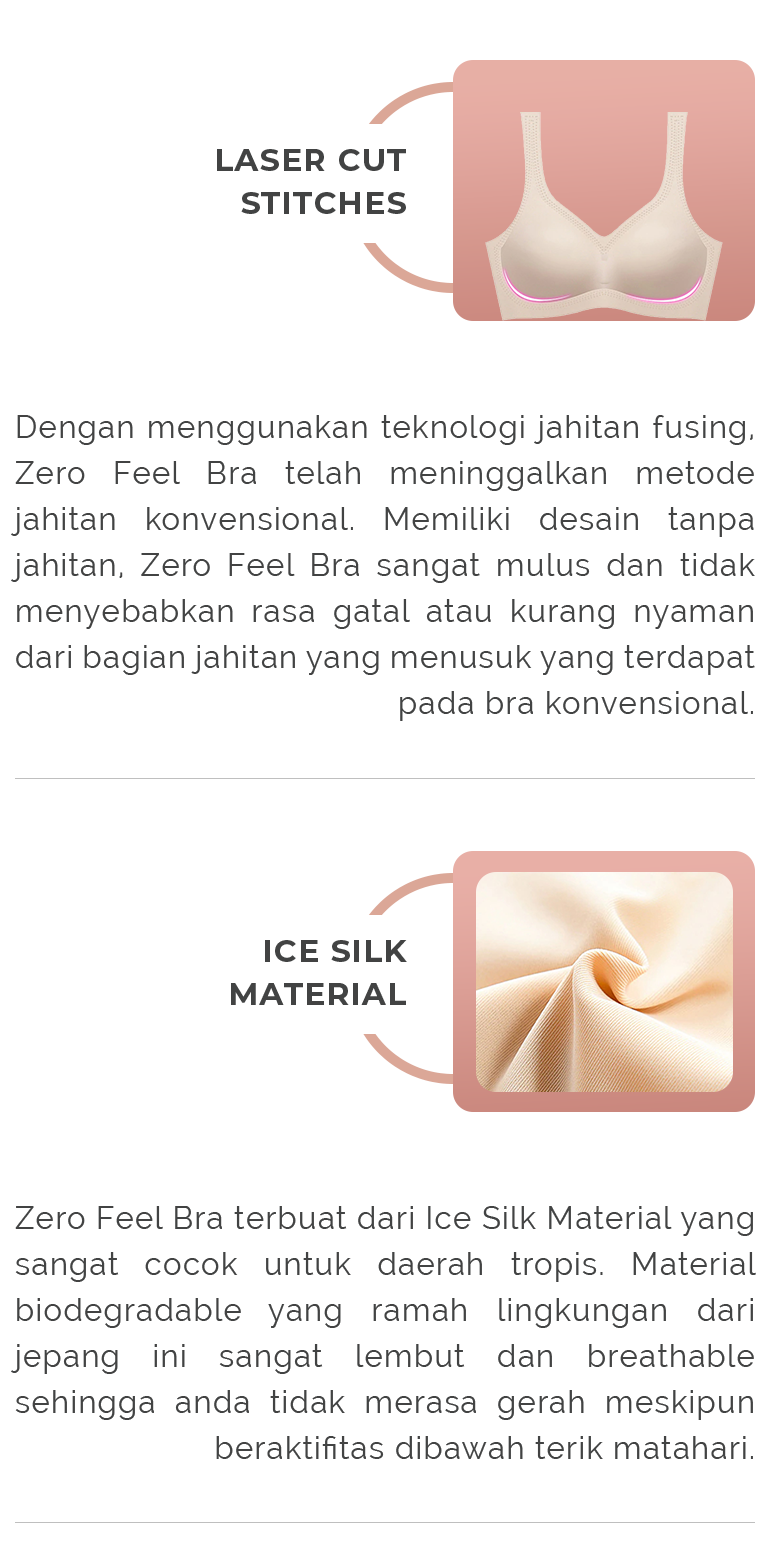 LASER CUT
STITCHES
Dengan menggunakan teknologi jahitan fusing,
Zero Feel Bra telah meninggalkan metode
jahitan konvensional. Memiliki desain tanpa
jahitan, Zero Feel Bra sangat mulus dan tidak
menyebabkan rasa gatal atau kurang nyaman
dari bagian jahitan yang menusuk yang terdapat
pada bra konvensional.
ICE SILK
MATERIAL
Zero Feel Bra terbuat dari Ice Silk Material yang
sangat cocok untuk daerah tropis. Material
biodegradable yang ramah lingkungan dari
jepang ini sangat lembut dan breathable
sehingga anda tidak merasa gerah meskipun
beraktifitas dibawah terik matahari.